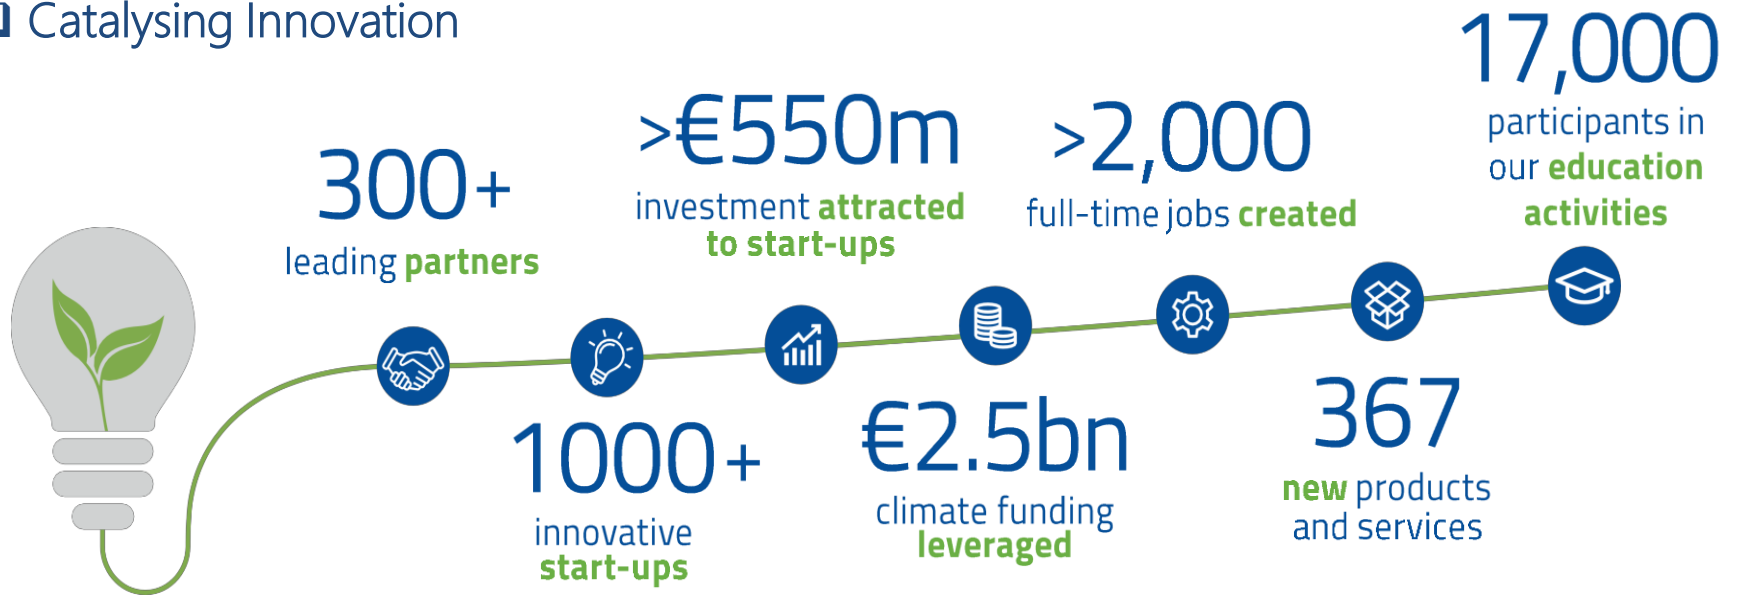 Catalysing Innovation
300+
leading partners
1000+
innovative
start-ups
>€550m
investment attracted
to start-ups
€2.5bn
climate funding
leveraged
>2,000
full-time jobs created
367
new products
and services
17,000
participants in
our education
activities